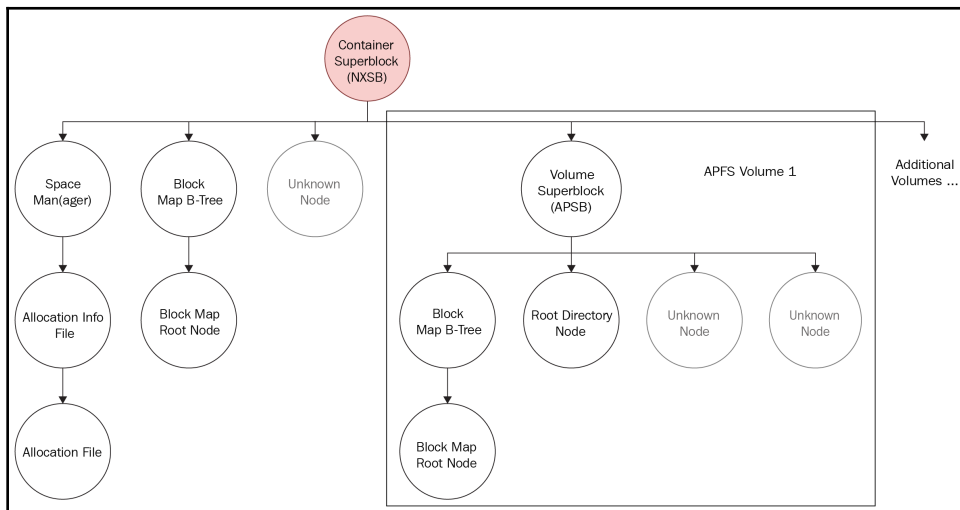 Container
Superblock
(NXSB)
Space
Man(ager)
Block
Map B-Tree
Unknown
Node
Volume
Superblock
(APSB)
APFS Volume 1
Additional
Volumes ...
Allocation Info
File
Block Map
Root Node
Block
Map B-Tree
Root Directory
Node
Unknown
Node
Unknown
Node
Allocation File
Block Map
Root Node